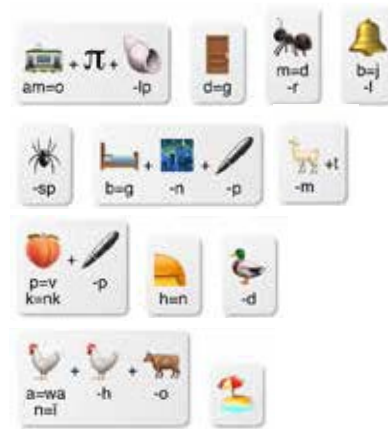 + π +
am=o -lp d=g m=d b=j
-r -l
+ +
-sp b=g -n -p +t
-m
+
p=v -p h=n -d
k=nk
+ +
a=wa -h -o
n=l